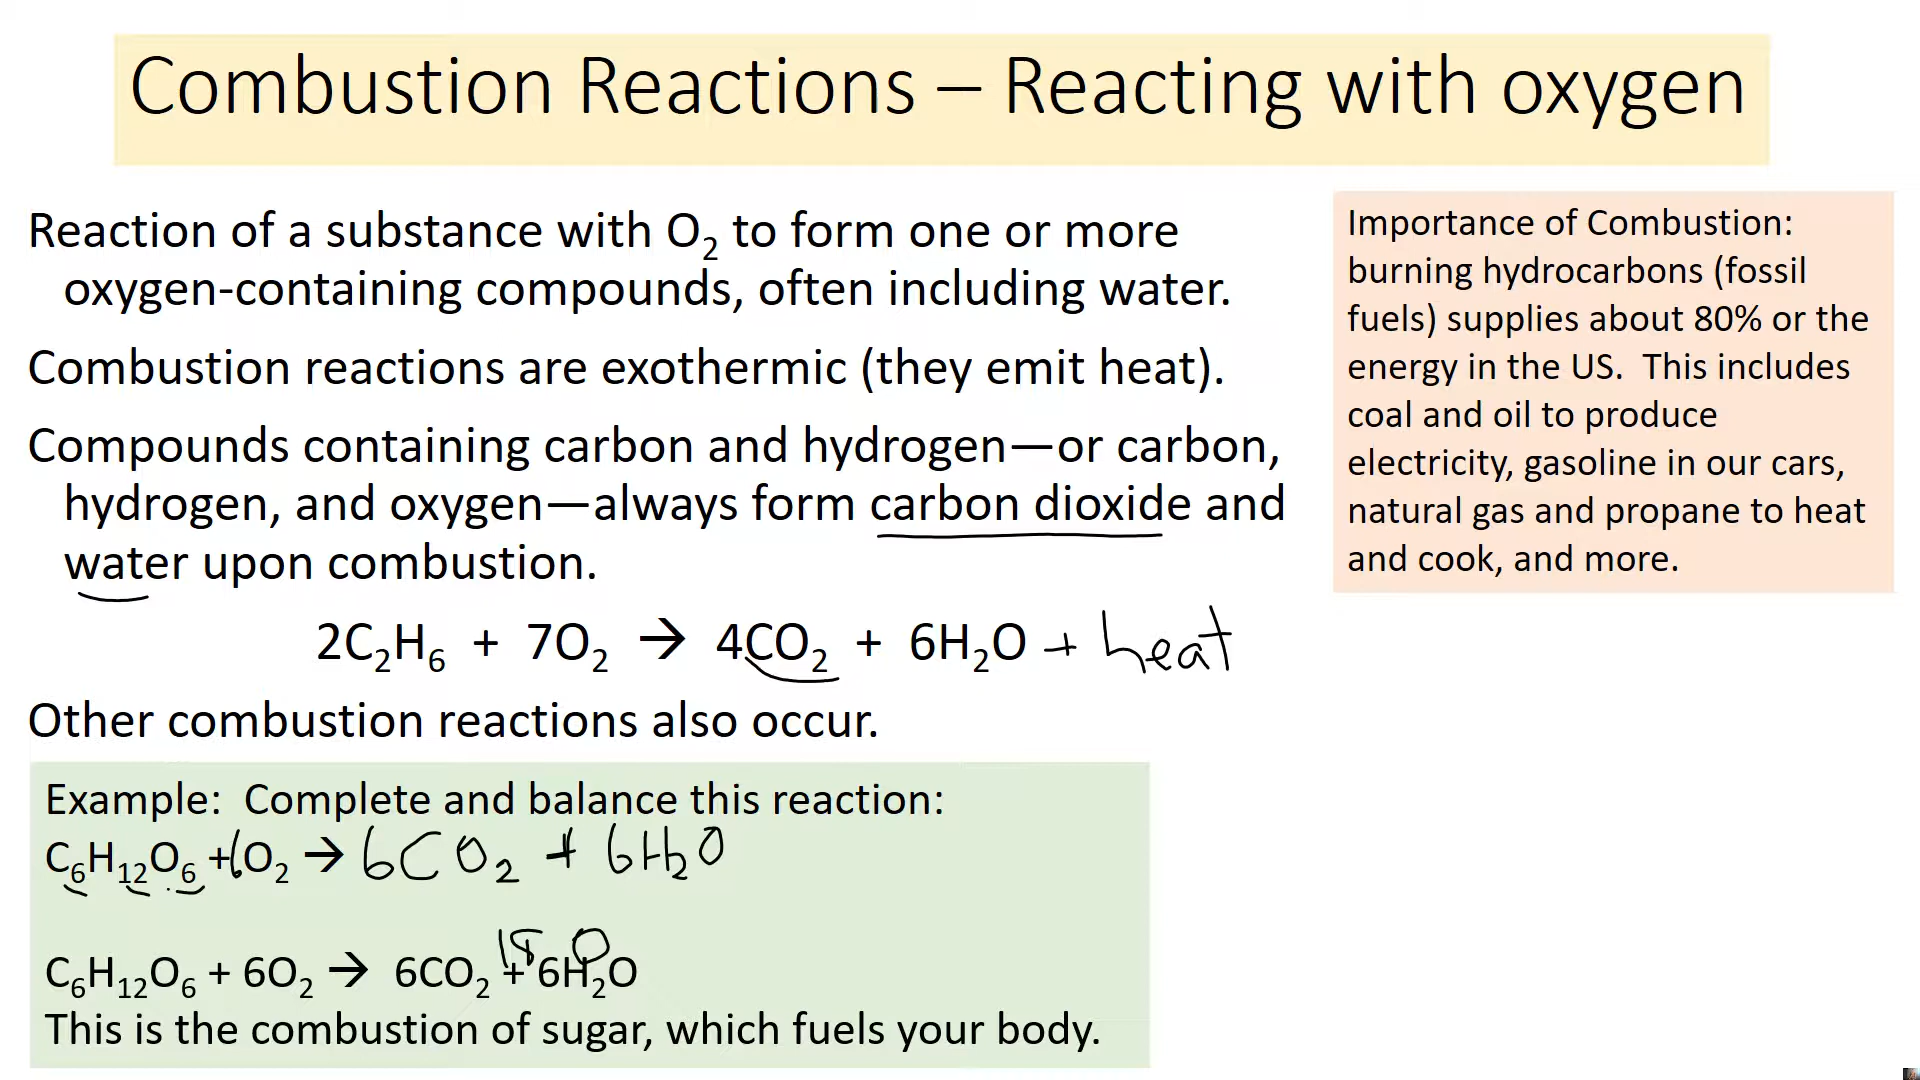 Combustion Reactions – Reacting with oxygen
Reaction of a substance with O₂ to form one or more
oxygen-containing compounds, often including water.
Combustion reactions are exothermic (they emit heat).
Compounds containing carbon and hydrogen—or carbon,
hydrogen, and oxygen—always form carbon dioxide and
water upon combustion.
2C₂H₆ + 7O₂ → 4CO₂ + 6H₂O + heat
Other combustion reactions also occur.
Example: Complete and balance this reaction:
C₆H₁₂O₆ + 6O₂ → 6CO₂ + 6H₂O
18 O
C₆H₁₂O₆ + 6O₂ → 6CO₂ + 6H₂O
This is the combustion of sugar, which fuels your body.
Importance of Combustion:
burning hydrocarbons (fossil
fuels) supplies about 80% or the
energy in the US. This includes
coal and oil to produce
electricity, gasoline in our cars,
natural gas and propane to heat
and cook, and more.